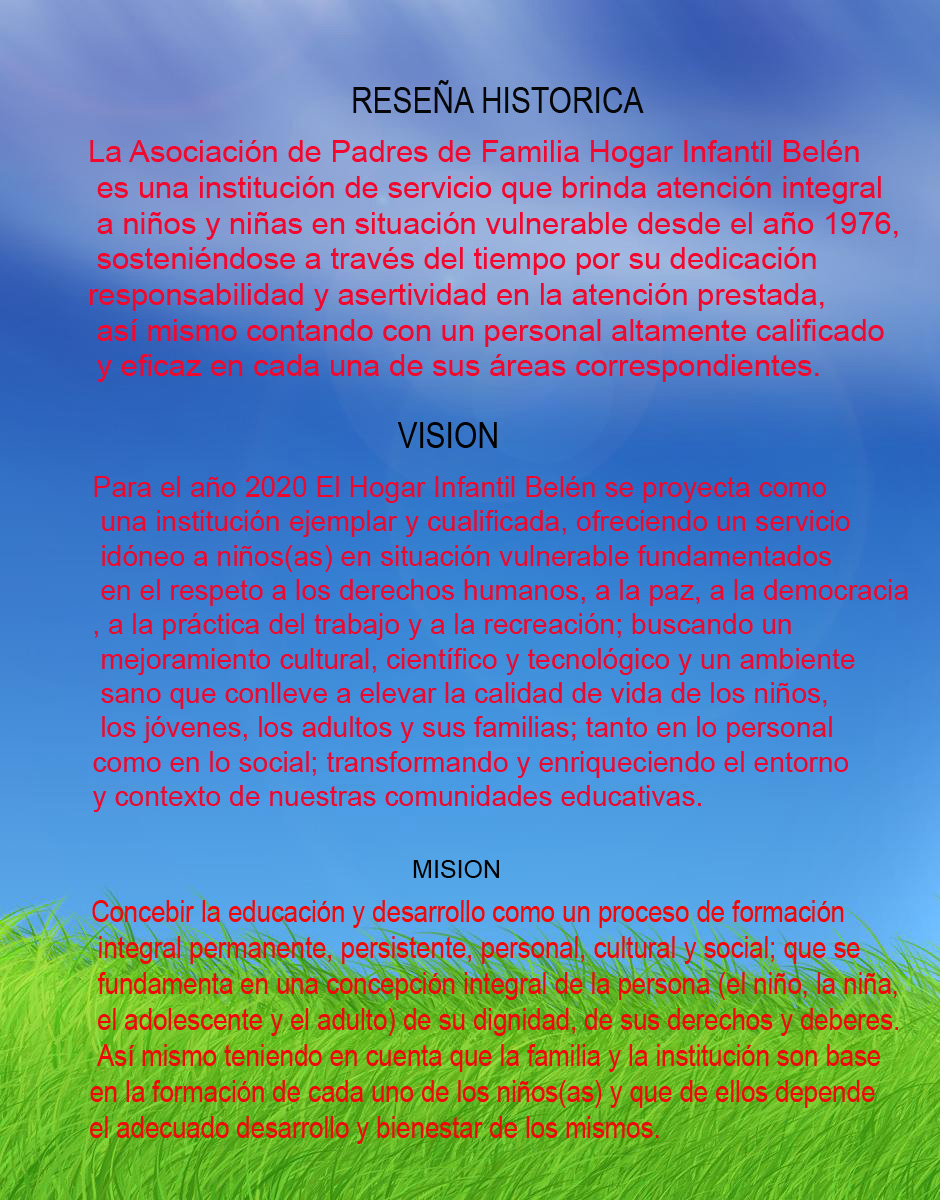 RESEÑA HISTORICA
La Asociación de Padres de Familia Hogar Infantil Belén
es una institución de servicio que brinda atención integral
a niños y niñas en situación vulnerable desde el año 1976,
sosteniéndose a través del tiempo por su dedicación
responsabilidad y asertividad en la atención prestada,
así mismo contando con un personal altamente calificado
y eficaz en cada una de sus áreas correspondientes.
VISION
Para el año 2020 El Hogar Infantil Belén se proyecta como
una institución ejemplar y cualificada, ofreciendo un servicio
idóneo a niños(as) en situación vulnerable fundamentados
en el respeto a los derechos humanos, a la paz, a la democracia
, a la práctica del trabajo y a la recreación; buscando un
mejoramiento cultural, científico y tecnológico y un ambiente
sano que conlleve a elevar la calidad de vida de los niños,
los jóvenes, los adultos y sus familias; tanto en lo personal
como en lo social; transformando y enriqueciendo el entorno
y contexto de nuestras comunidades educativas.
MISION
Concebir la educación y desarrollo como un proceso de formación
integral permanente, persistente, personal, cultural y social; que se
fundamenta en una concepción integral de la persona (el niño, la niña,
el adolescente y el adulto) de su dignidad, de sus derechos y deberes.
Así mismo teniendo en cuenta que la familia y la institución son base
en la formación de cada uno de los niños(as) y que de ellos depende
el adecuado desarrollo y bienestar de los mismos.